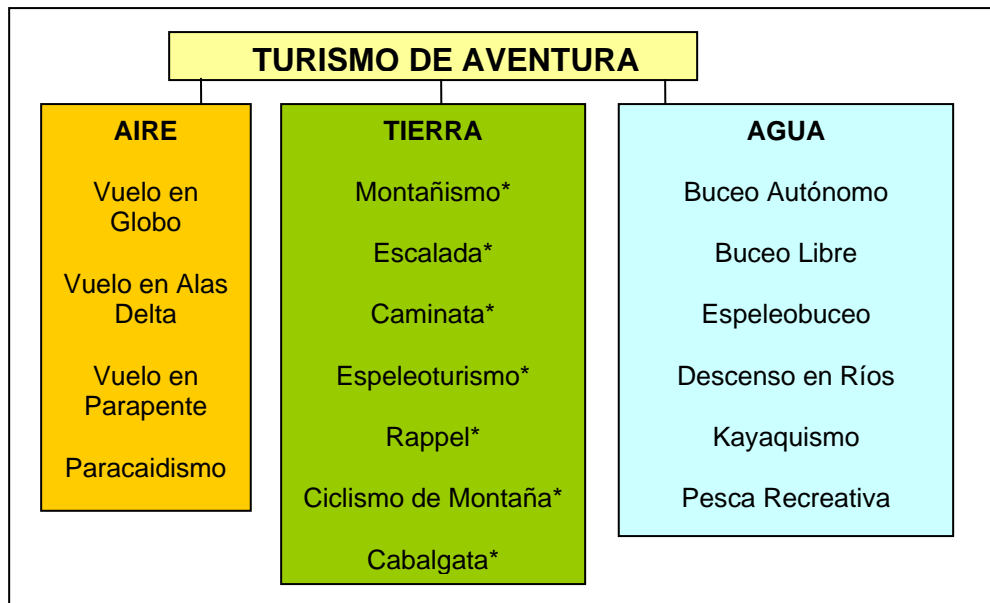 TURISMO DE AVENTURA
AIRE
Vuelo en
Globo
Vuelo en Alas
Delta
Vuelo en
Parapente
Paracaidismo
TIERRA
Montañismo*
Escalada*
Caminata*
Espeleoturismo*
Rappel*
Ciclismo de Montaña*
Cabalgata*
AGUA
Buceo Autónomo
Buceo Libre
Espeleobuceo
Descenso en Ríos
Kayaquismo
Pesca Recreativa